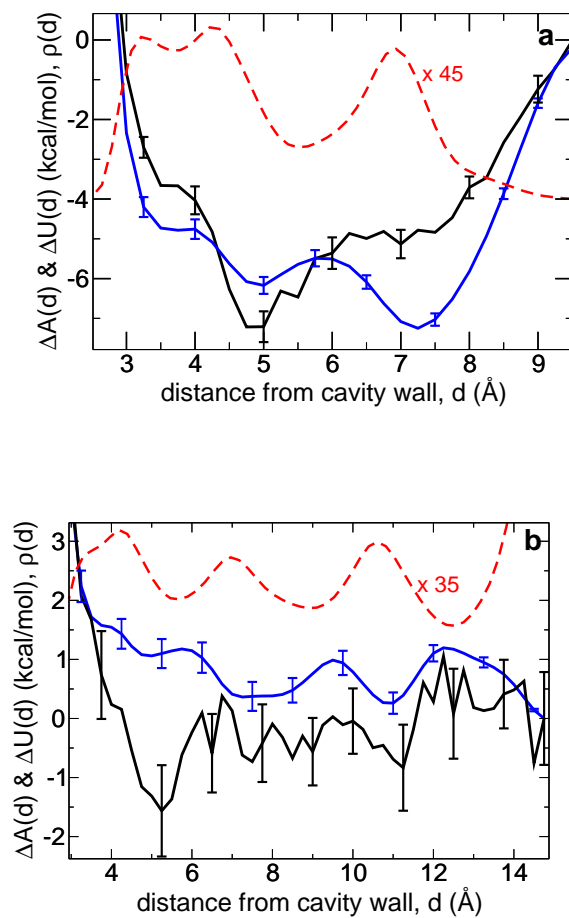 a
x 45
0
-2
-4
-6
ΔA(d) & ΔU(d) (kcal/mol), ρ(d)
3 4 5 6 7 8 9
distance from cavity wall, d (Å)
b
x 35
3
2
1
0
-1
-2
ΔA(d) & ΔU(d) (kcal/mol), ρ(d)
4 6 8 10 12 14
distance from cavity wall, d (Å)